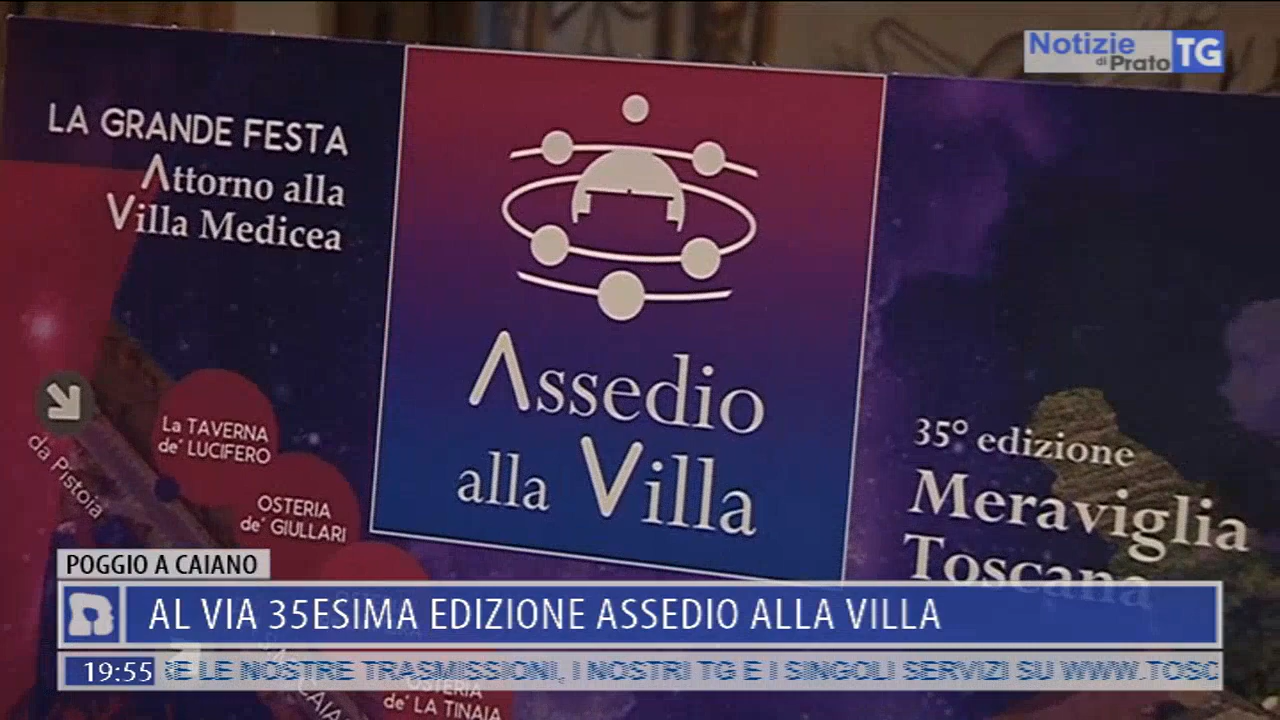 Notizie
di Prato TG
LA GRANDE FESTA
Attorno alla
Villa Medicea
Assedio
alla Villa
35° edizione
Meraviglia
Toscana
La TAVERNA
de' LUCIFERO
da Pistoia
OSTERIA
de' GIULLARI
POGGIO A CAIANO
AL VIA 35ESIMA EDIZIONE ASSEDIO ALLA VILLA
19:55 LE NOSTRE TRASMISSIONI, I NOSTRI TG E I SINGOLI SERVIZI SU WWW.TOSC
OSTERIA
de' LA TINAIA